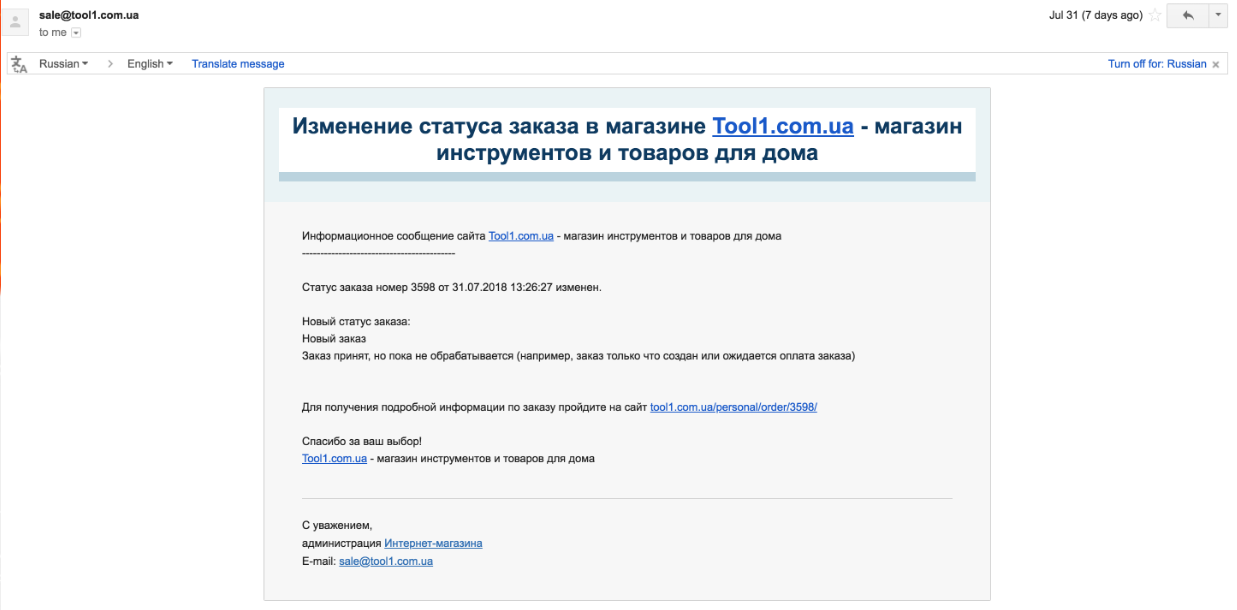 sale@tool1.com.ua
Jul 31 (7 days ago)
to me
Russian
English
Translate message
Turn off for: Russian
Изменение статуса заказа в магазине Tool1.com.ua - магазин
инструментов и товаров для дома
Информационное сообщение сайта Tool1.com.ua - магазин инструментов и товаров для дома
------------------------------------------
Статус заказа номер 3598 от 31.07.2018 13:26:27 изменен.
Новый статус заказа:
Новый заказ
Заказ принят, но пока не обрабатывается (например, заказ только что создан или ожидается оплата заказа)
Для получения подробной информации по заказу пройдите на сайт tool1.com.ua/personal/order/3598/
Спасибо за ваш выбор!
Tool1.com.ua - магазин инструментов и товаров для дома
С уважением,
администрация Интернет-магазина
E-mail: sale@tool1.com.ua